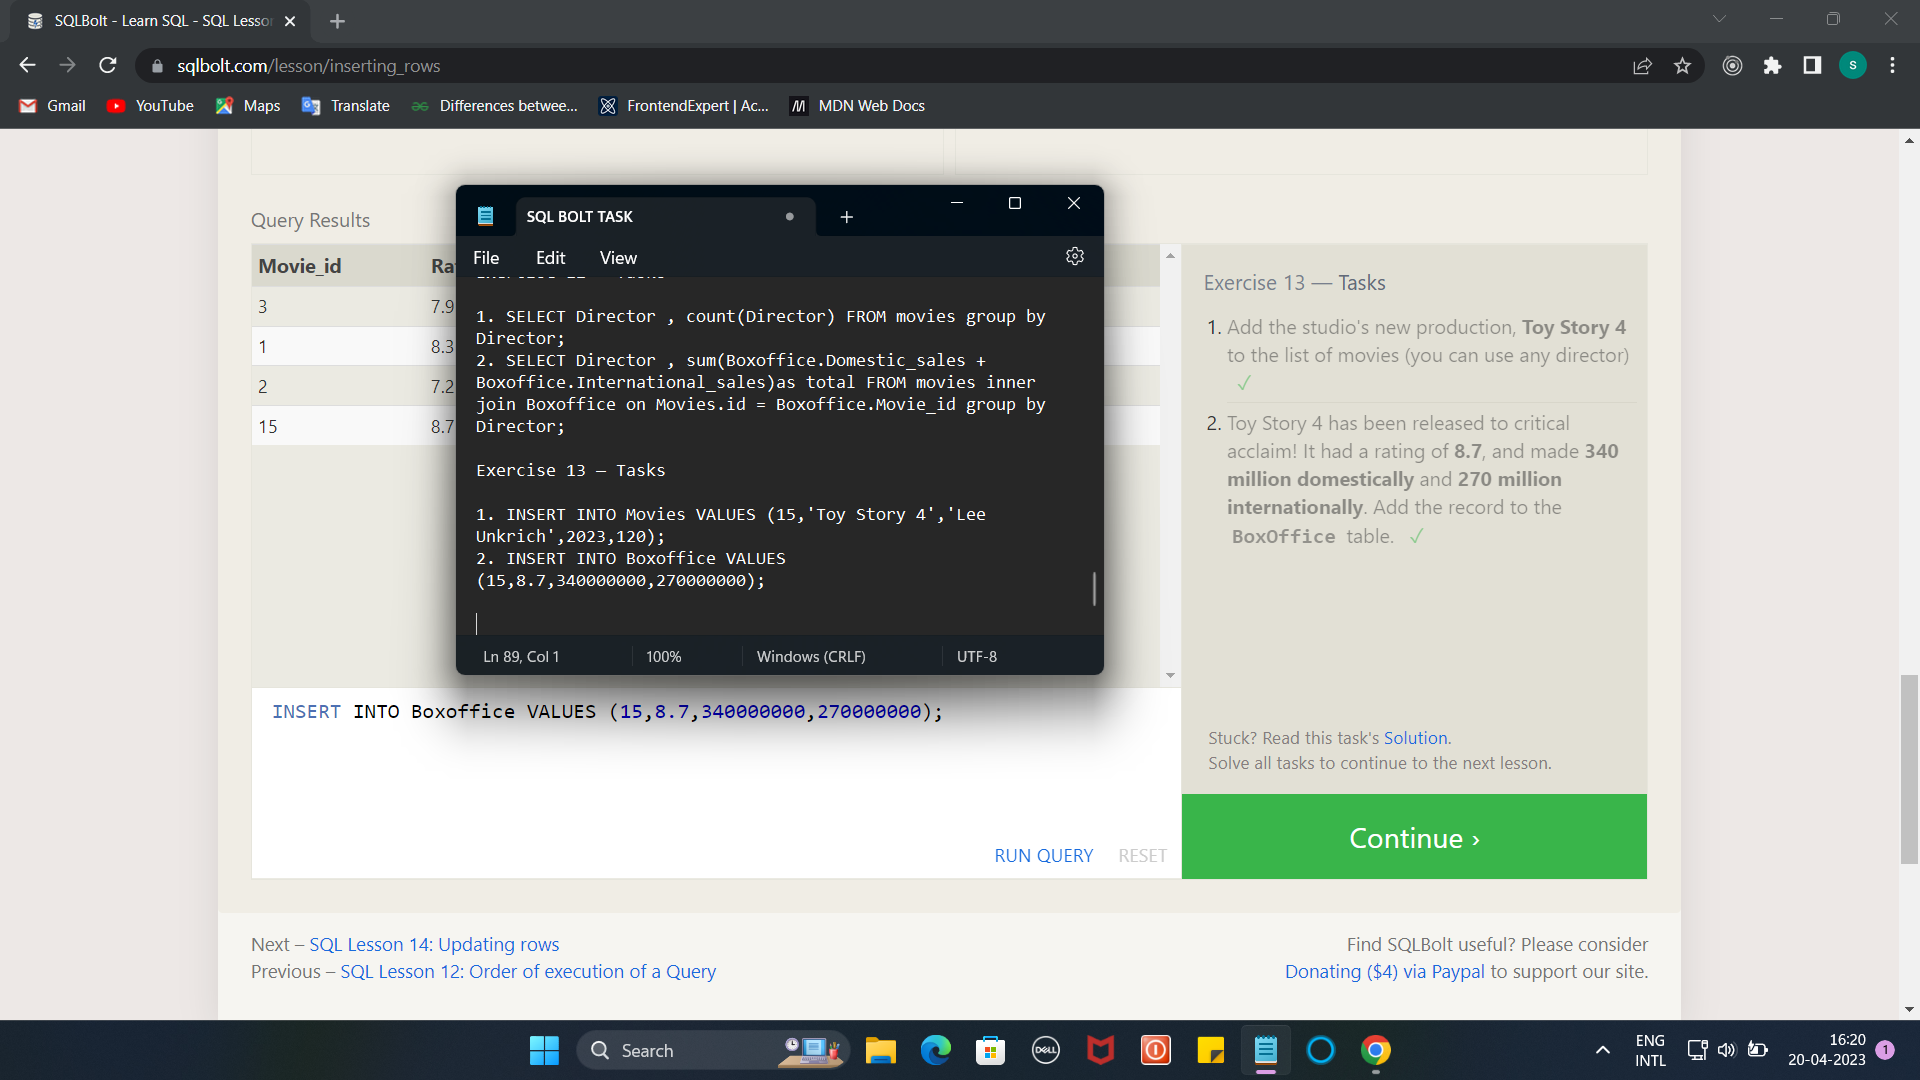 SQLBolt - Learn SQL - SQL Lesso
sqlbolt.com/lesson/inserting_rows
S
Gmail
YouTube
Maps
Translate
Differences betwee...
FrontendExpert | Ac...
MDN Web Docs
Query Results
Movie_id
Ra
3
7.9
1
8.3
2
7.2
15
8.7
SQL BOLT TASK
File
Edit
View
1. SELECT Director , count(Director) FROM movies group by
Director;
2. SELECT Director , sum(Boxoffice.Domestic_sales +
Boxoffice.International_sales)as total FROM movies inner
join Boxoffice on Movies.id = Boxoffice.Movie_id group by
Director;
Exercise 13 — Tasks
1. INSERT INTO Movies VALUES (15,'Toy Story 4','Lee
Unkrich',2023,120);
2. INSERT INTO Boxoffice VALUES
(15,8.7,340000000,270000000);
Ln 89, Col 1
100%
Windows (CRLF)
UTF-8
INSERT INTO Boxoffice VALUES (15,8.7,340000000,270000000);
RUN QUERY
RESET
Exercise 13 — Tasks
1. Add the studio's new production, Toy Story 4
to the list of movies (you can use any director)
✓
2. Toy Story 4 has been released to critical
acclaim! It had a rating of 8.7, and made 340
million domestically and 270 million
internationally. Add the record to the
BoxOffice table. ✓
Stuck? Read this task's Solution.
Solve all tasks to continue to the next lesson.
Continue ›
Next – SQL Lesson 14: Updating rows
Previous – SQL Lesson 12: Order of execution of a Query
Find SQLBolt useful? Please consider
Donating ($4) via Paypal to support our site.
Search
DELL
ENG
INTL
16:20
20-04-2023
1